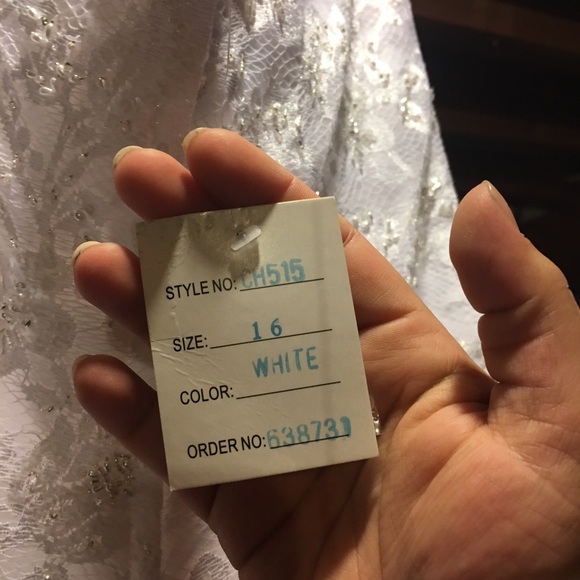 STYLE NO: CH515
SIZE: 16
WHITE
COLOR:
ORDER NO: 638731